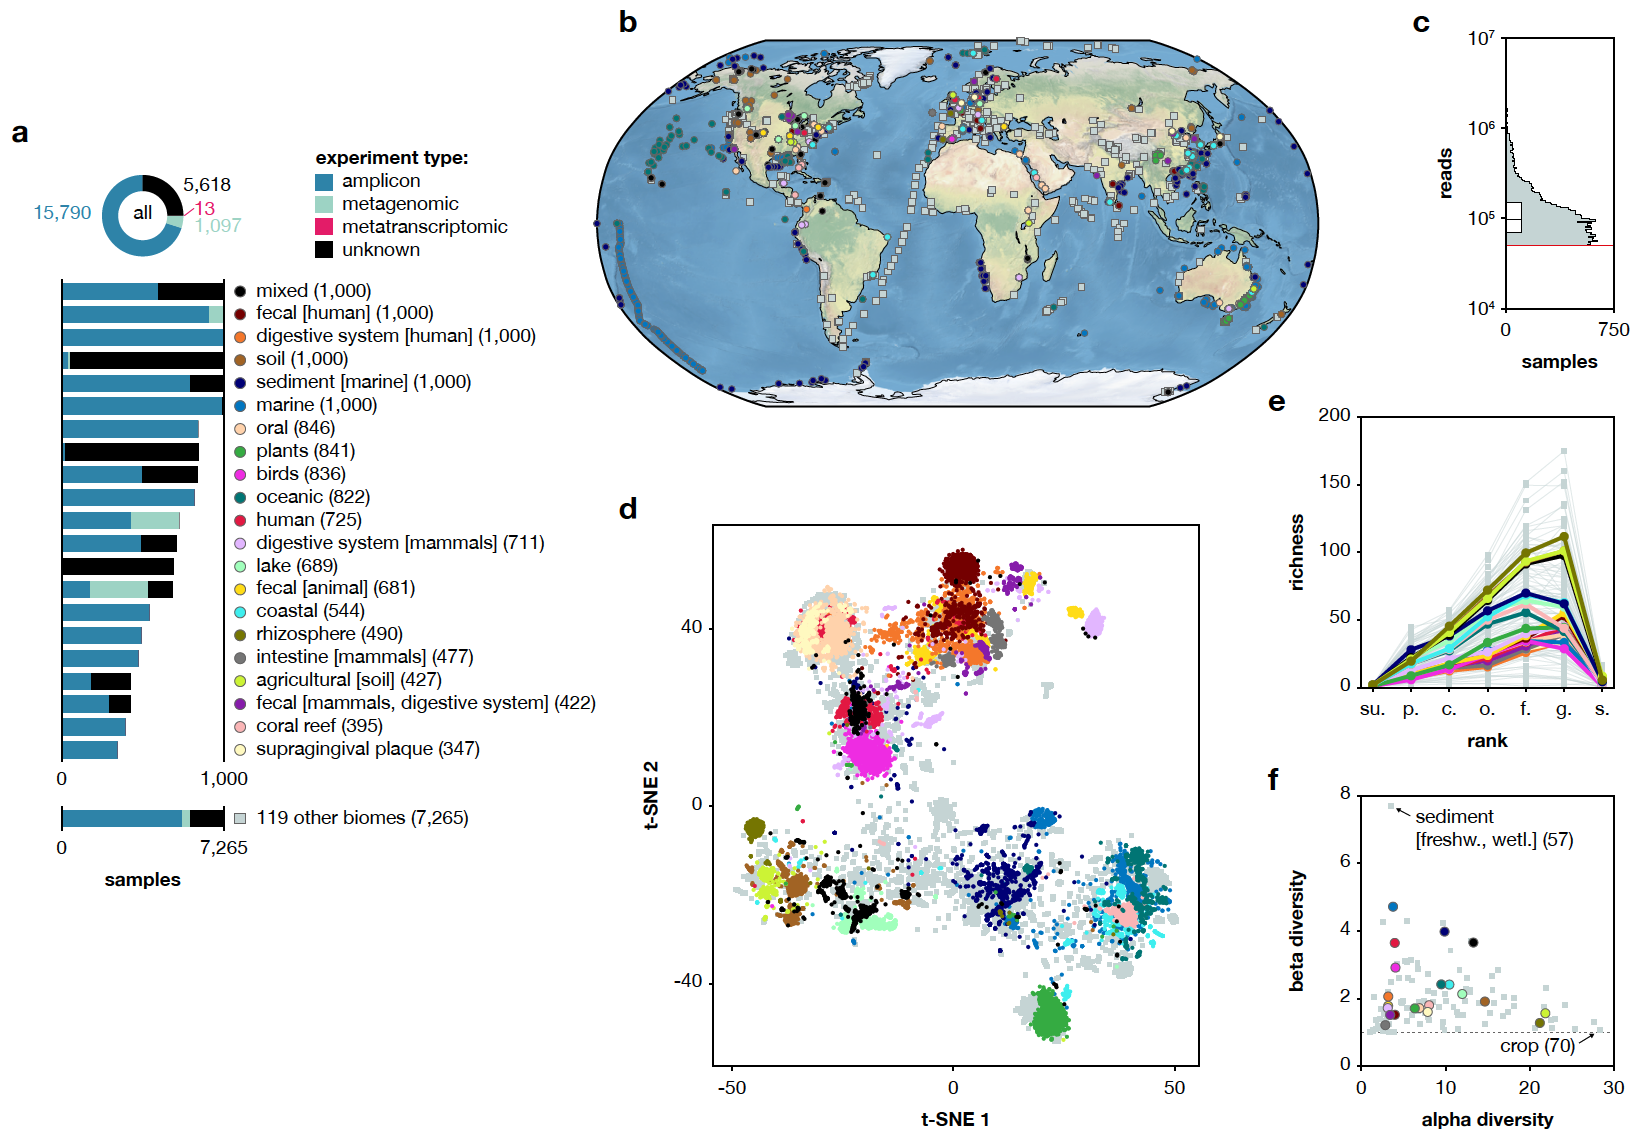 a
experiment type:
amplicon
metagenomic
metatranscriptomic
unknown
15,790
all
5,618
13
1,097
mixed (1,000)
fecal [human] (1,000)
digestive system [human] (1,000)
soil (1,000)
sediment [marine] (1,000)
marine (1,000)
oral (846)
plants (841)
birds (836)
oceanic (822)
human (725)
digestive system [mammals] (711)
lake (689)
fecal [animal] (681)
coastal (544)
rhizosphere (490)
intestine [mammals] (477)
agricultural [soil] (427)
fecal [mammals, digestive system] (422)
coral reef (395)
supragingival plaque (347)
0
1,000
119 other biomes (7,265)
0
7,265
samples
b
c
10⁷
10⁶
10⁵
10⁴
reads
0
750
samples
d
40
0
-40
t-SNE 2
-50
0
50
t-SNE 1
e
200
150
100
50
0
richness
su. p. c. o. f. g. s.
rank
f
8
6
4
2
0
beta diversity
sediment
[freshw., wetl.] (57)
crop (70)
0
10
20
30
alpha diversity